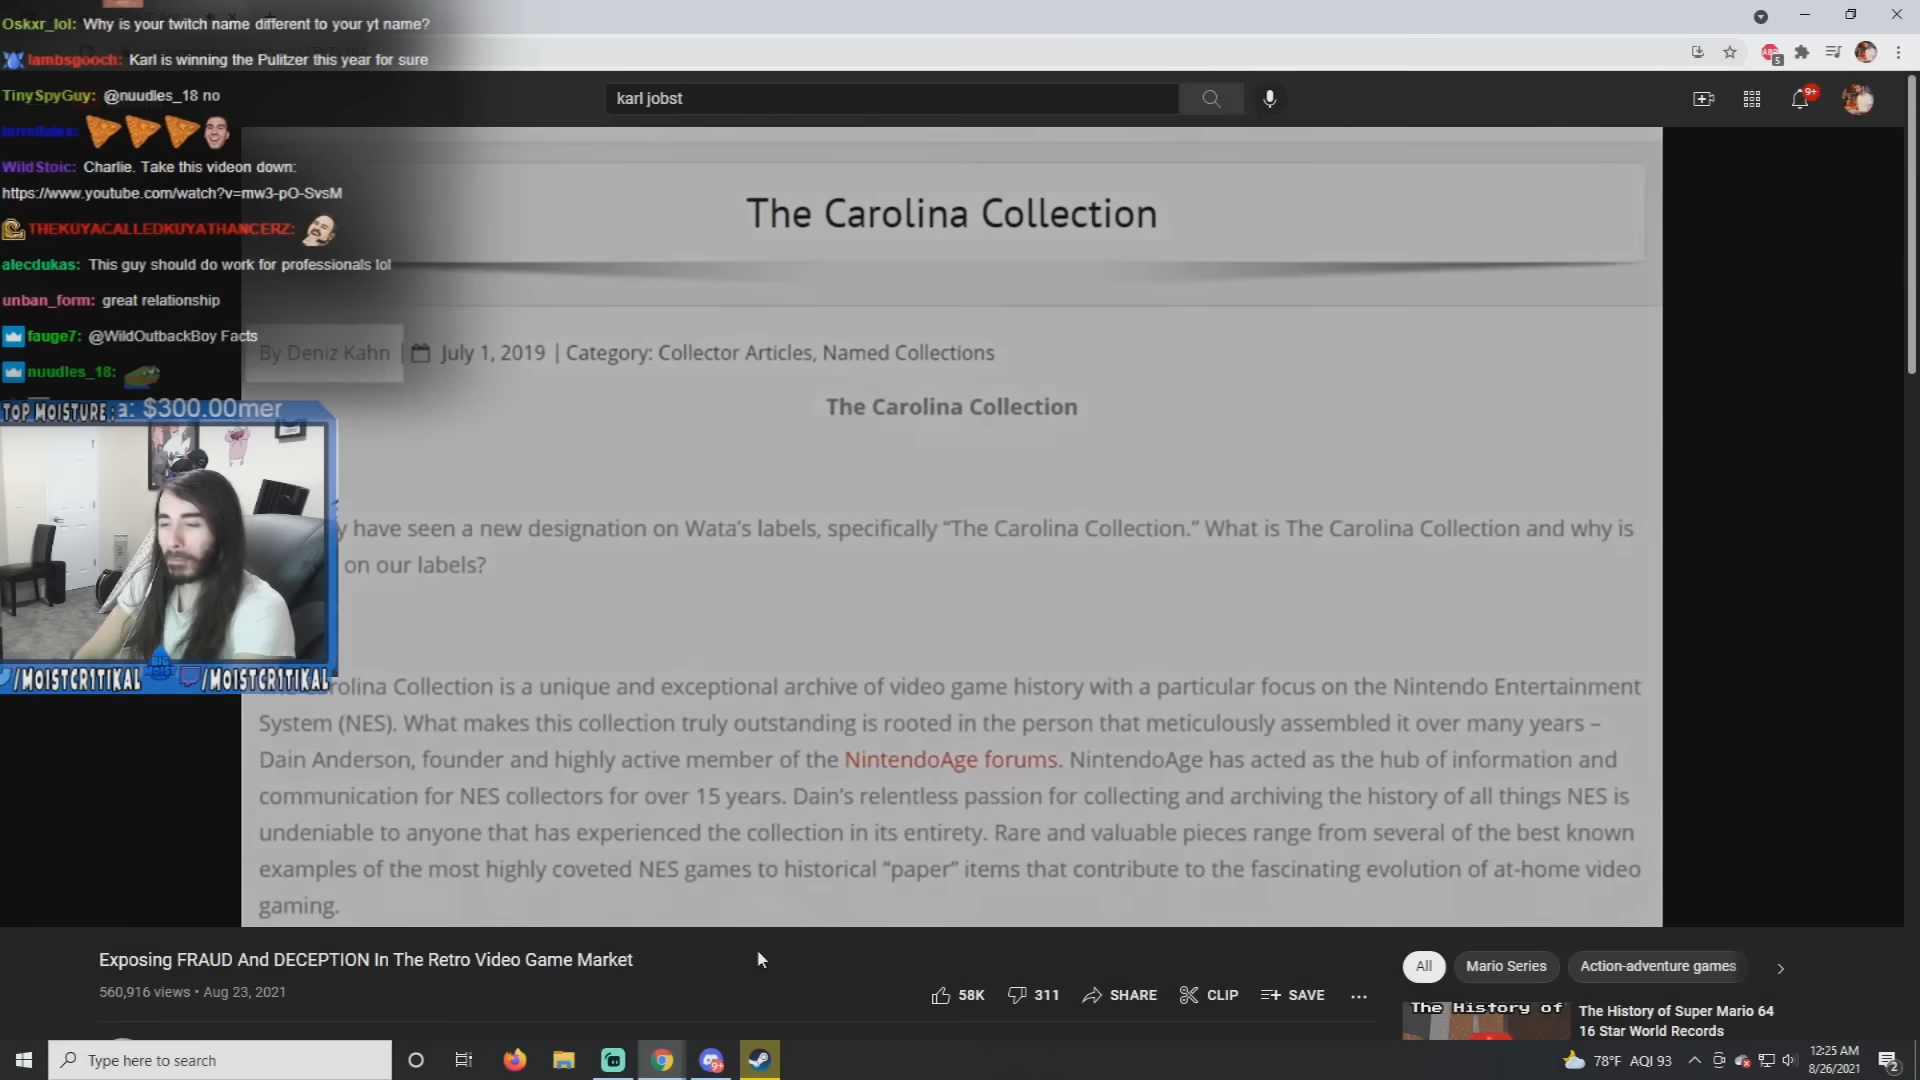 Oskxr_lol: Why is your twitch name different to your yt name?
lambsgooch: Karl is winning the Pulitzer this year for sure
TinySpyGuy: @nuudles_18 no
WildStoic: Charlie. Take this videon down:
https://www.youtube.com/watch?v=mw3-pO-SvsM
THEKUYACALLEDKUYATHANCERZ:
alecdukas: This guy should do work for professionals lol
unban_form: great relationship
fauge7: @WildOutbackBoy Facts
nuudles_18:
TOP MOISTURE: a: $300.00mer
/MOISTCR1TIKAL BIG MOIST /MOISTCR1TIKAL
karl jobst
ABP 5
9+
The Carolina Collection
By Deniz Kahn | July 1, 2019 | Category: Collector Articles, Named Collections
The Carolina Collection
y have seen a new designation on Wata's labels, specifically “The Carolina Collection.” What is The Carolina Collection and why is
on our labels?
rolina Collection is a unique and exceptional archive of video game history with a particular focus on the Nintendo Entertainment
System (NES). What makes this collection truly outstanding is rooted in the person that meticulously assembled it over many years –
Dain Anderson, founder and highly active member of the NintendoAge forums. NintendoAge has acted as the hub of information and
communication for NES collectors for over 15 years. Dain's relentless passion for collecting and archiving the history of all things NES is
undeniable to anyone that has experienced the collection in its entirety. Rare and valuable pieces range from several of the best known
examples of the most highly coveted NES games to historical “paper” items that contribute to the fascinating evolution of at-home video
gaming.
Exposing FRAUD And DECEPTION In The Retro Video Game Market
560,916 views • Aug 23, 2021
58K 311 SHARE CLIP SAVE
All Mario Series Action-adventure games
The History of
The History of Super Mario 64
16 Star World Records
Type here to search
9+
78°F AQI 93
12:25 AM
8/26/2021
2